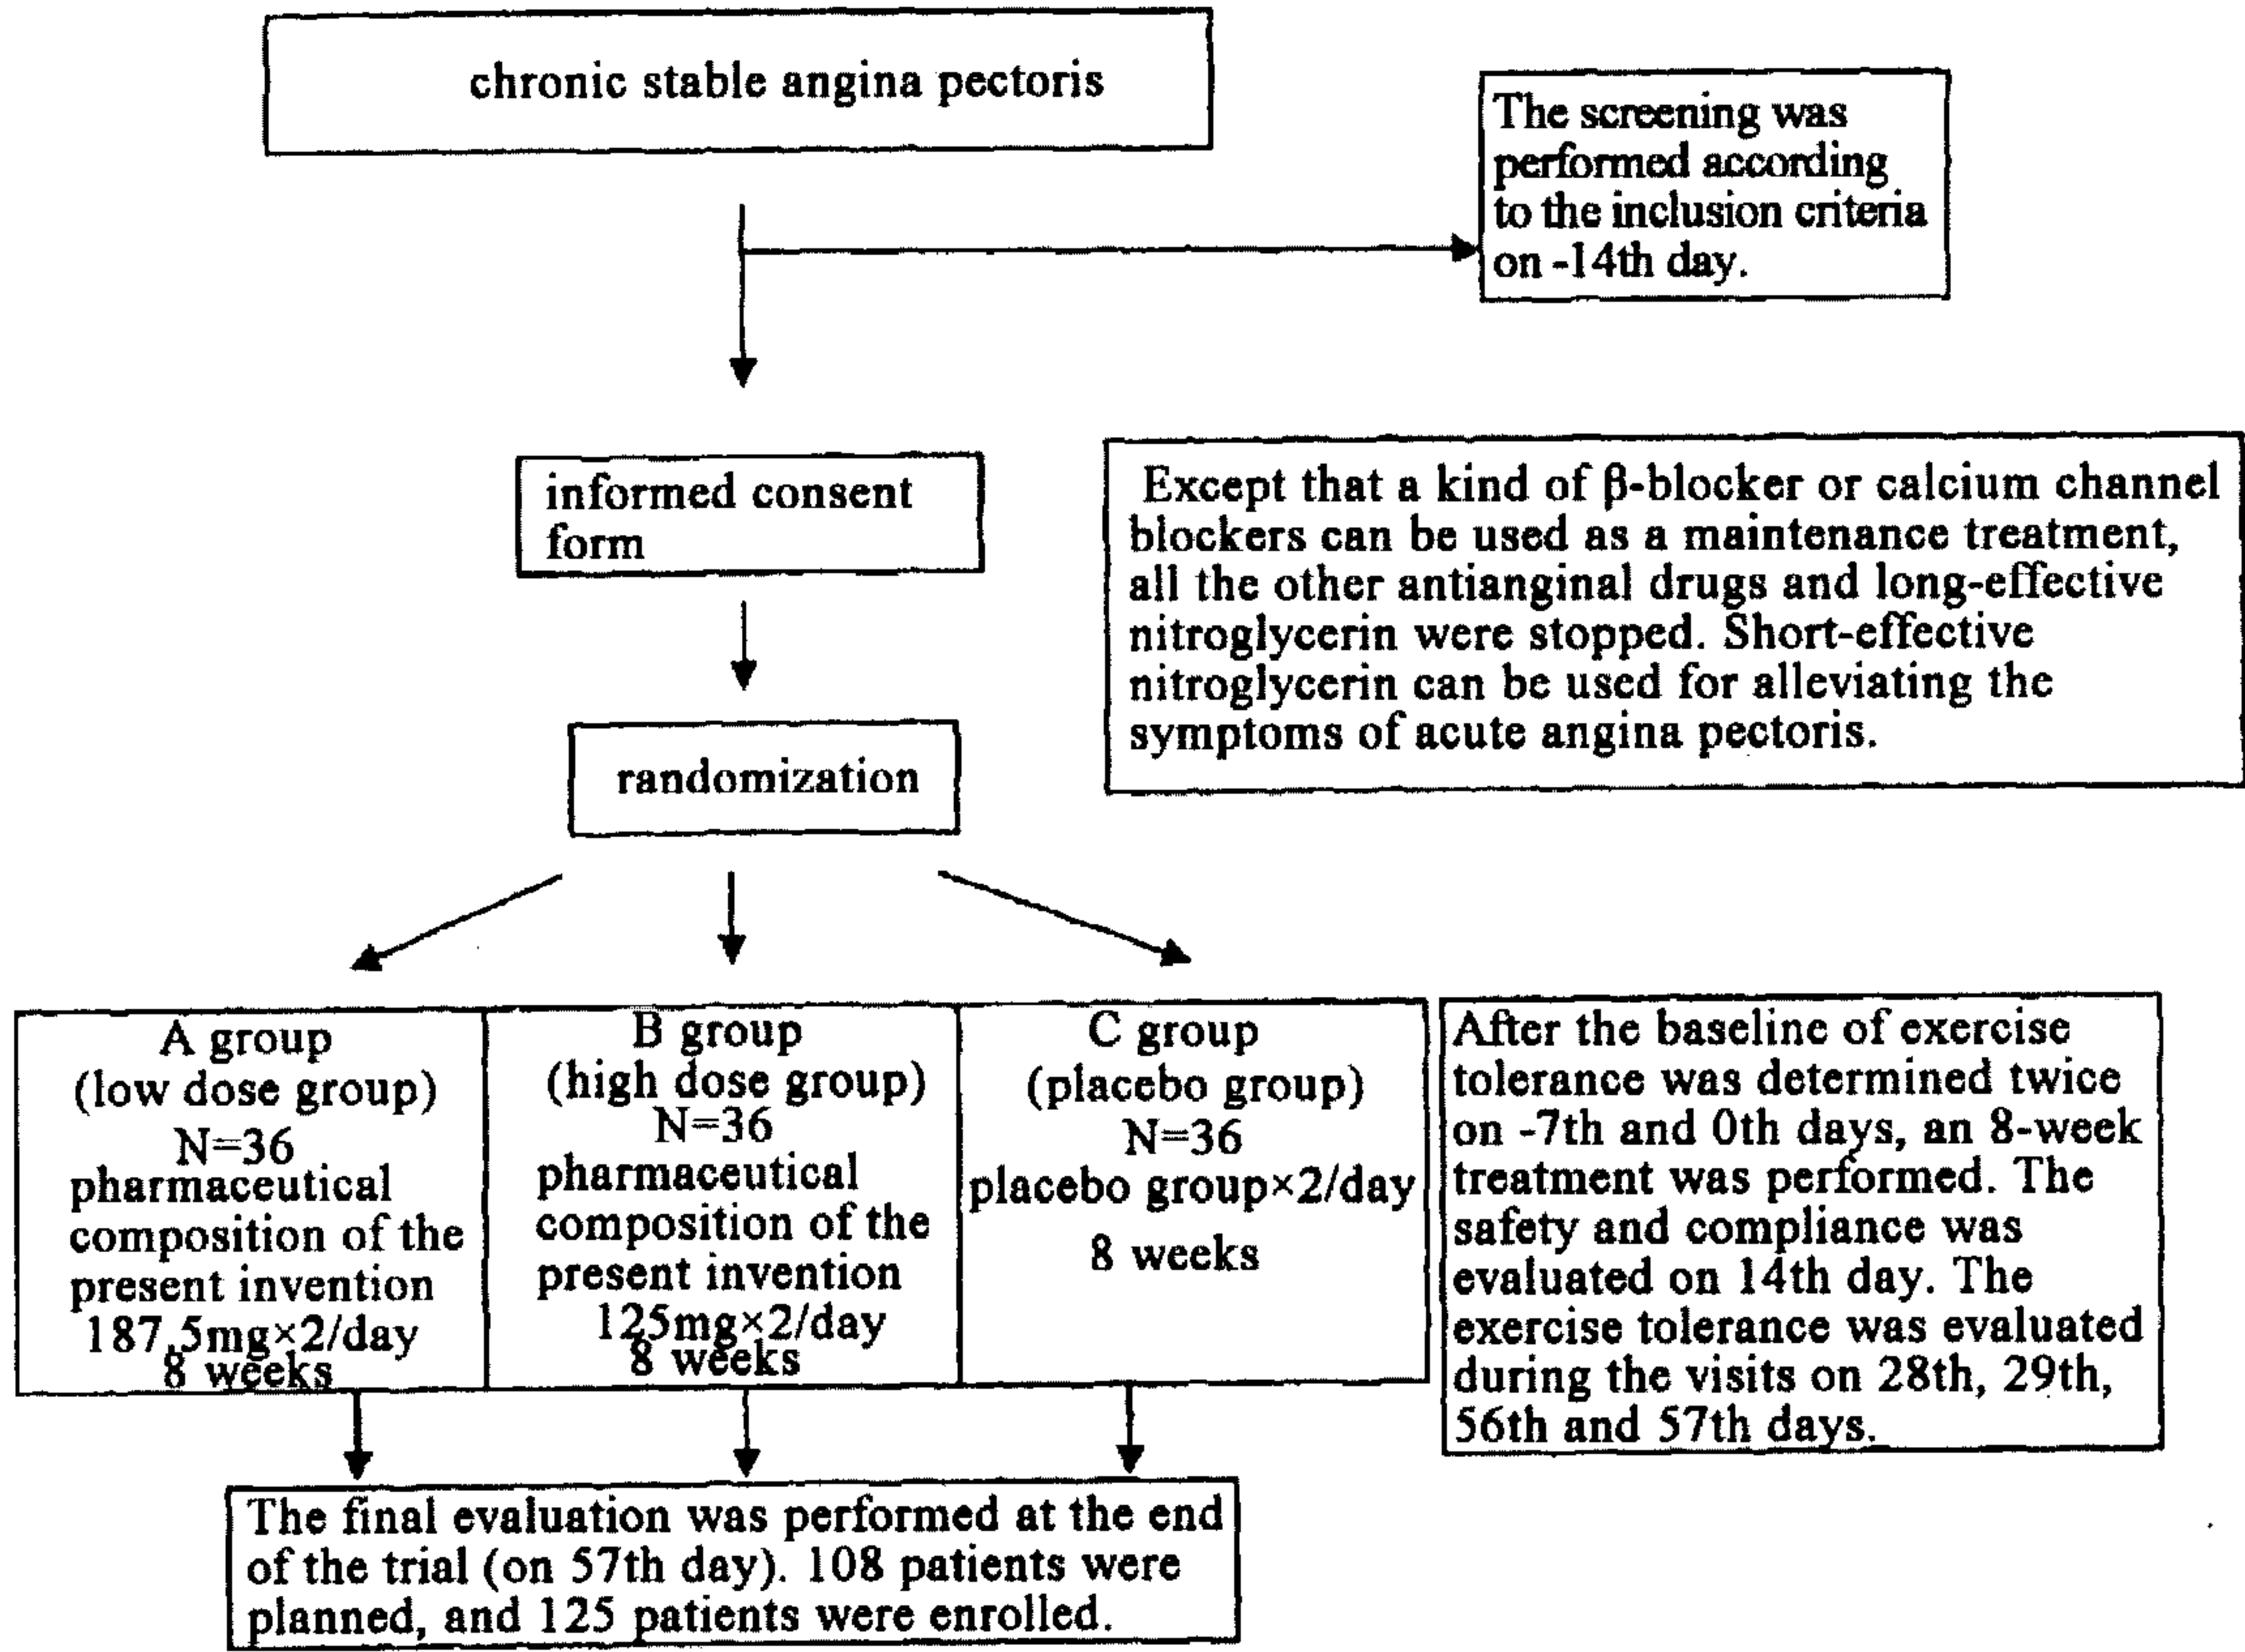 chronic stable angina pectoris
The screening was
performed according
to the inclusion criteria
on -14th day.
informed consent
form
Except that a kind of β-blocker or calcium channel
blockers can be used as a maintenance treatment,
all the other antianginal drugs and long-effective
nitroglycerin were stopped. Short-effective
nitroglycerin can be used for alleviating the
symptoms of acute angina pectoris.
randomization
A group
(low dose group)
N=36
pharmaceutical
composition of the
present invention
187.5mg×2/day
8 weeks
B group
(high dose group)
N=36
pharmaceutical
composition of the
present invention
125mg×2/day
8 weeks
C group
(placebo group)
N=36
placebo group×2/day
8 weeks
After the baseline of exercise
tolerance was determined twice
on -7th and 0th days, an 8-week
treatment was performed. The
safety and compliance was
evaluated on 14th day. The
exercise tolerance was evaluated
during the visits on 28th, 29th,
56th and 57th days.
The final evaluation was performed at the end
of the trial (on 57th day). 108 patients were
planned, and 125 patients were enrolled.